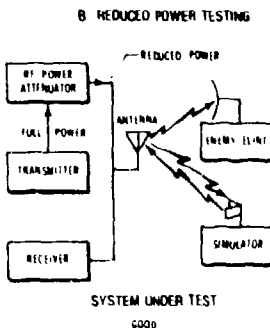 B REDUCED POWER TESTING
REDUCED POWER
RF POWER
ATTENUATOR
ANTENNA
FULL POWER
ENEMY ELINT
TRANSMITTER
RECEIVER
SIMULATOR
SYSTEM UNDER TEST
GOOD